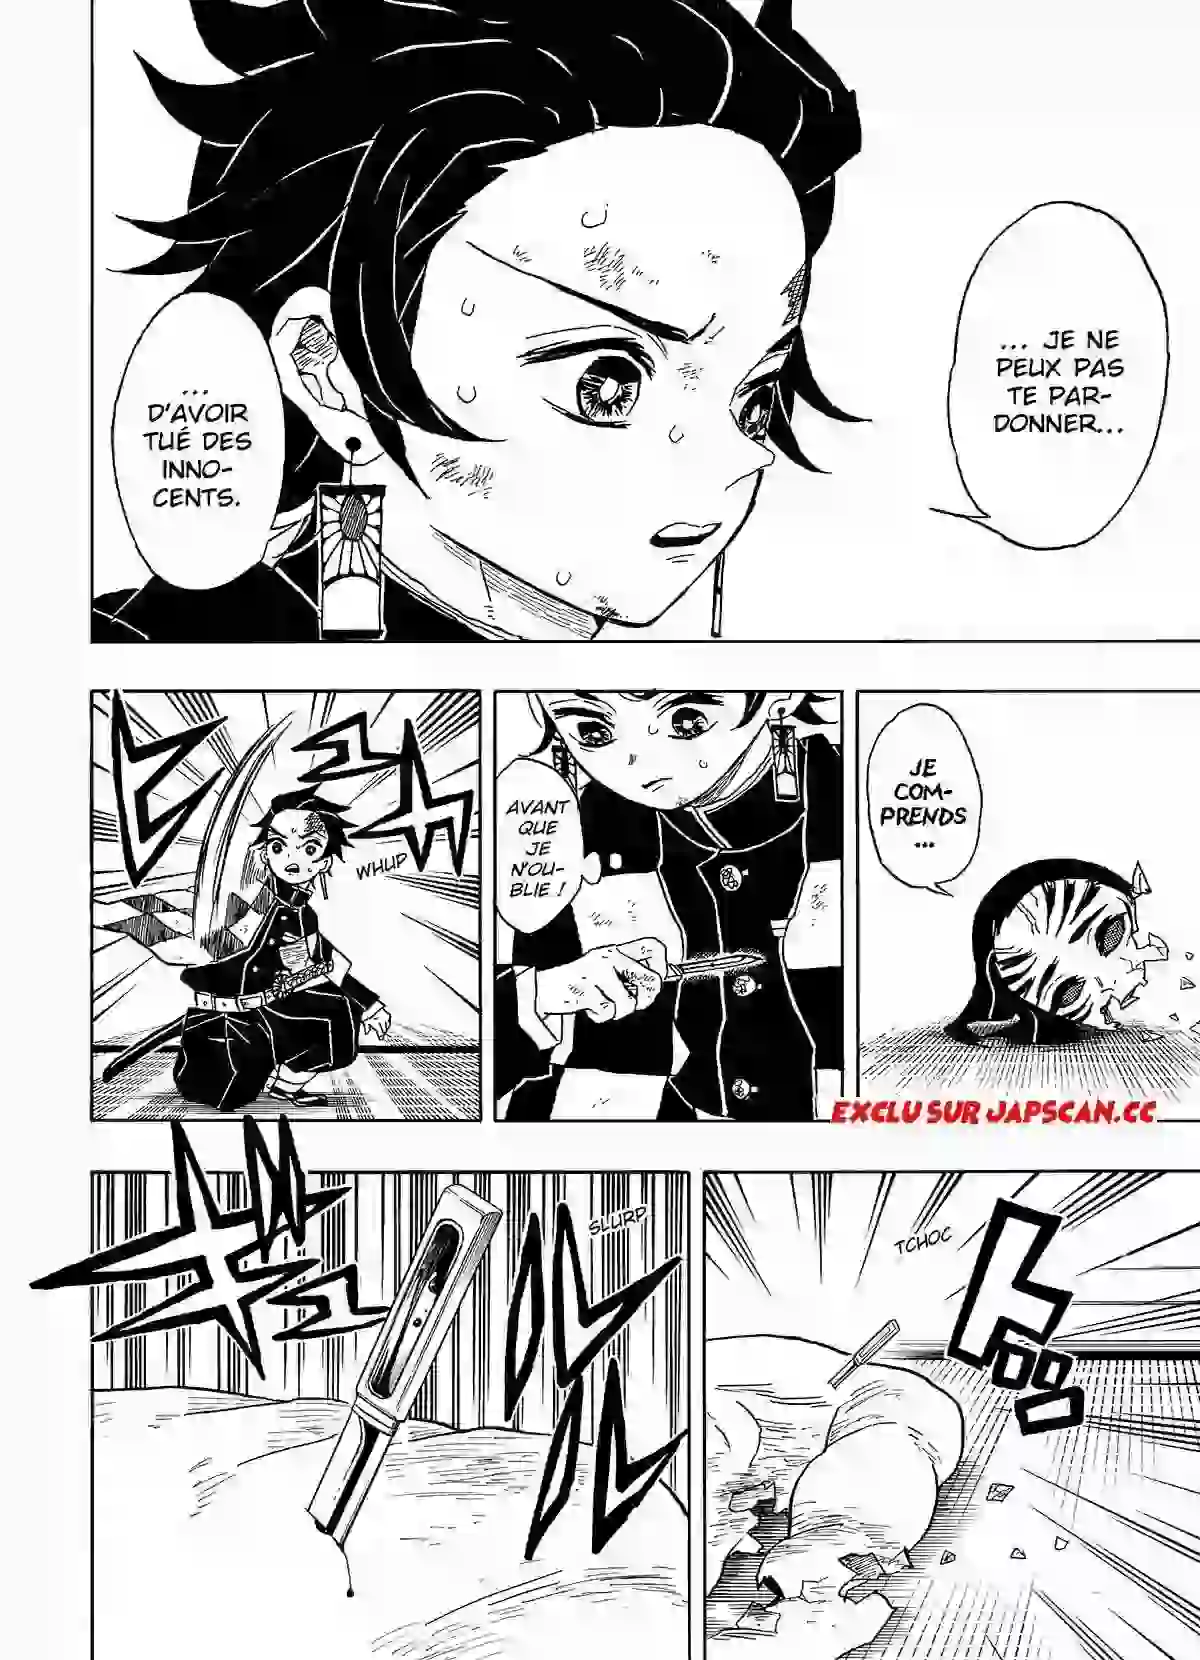 ... JE NE
PEUX PAS
TE PAR-
DONNER...
...
D'AVOIR
TUÉ DES
INNO-
CENTS.
JE
COM-
PRENDS
...
AVANT
QUE
JE
N'OU-
BLIE !
WHUP
EXCLU SUR JAPSCAN.CC
TCHOC
SLURP